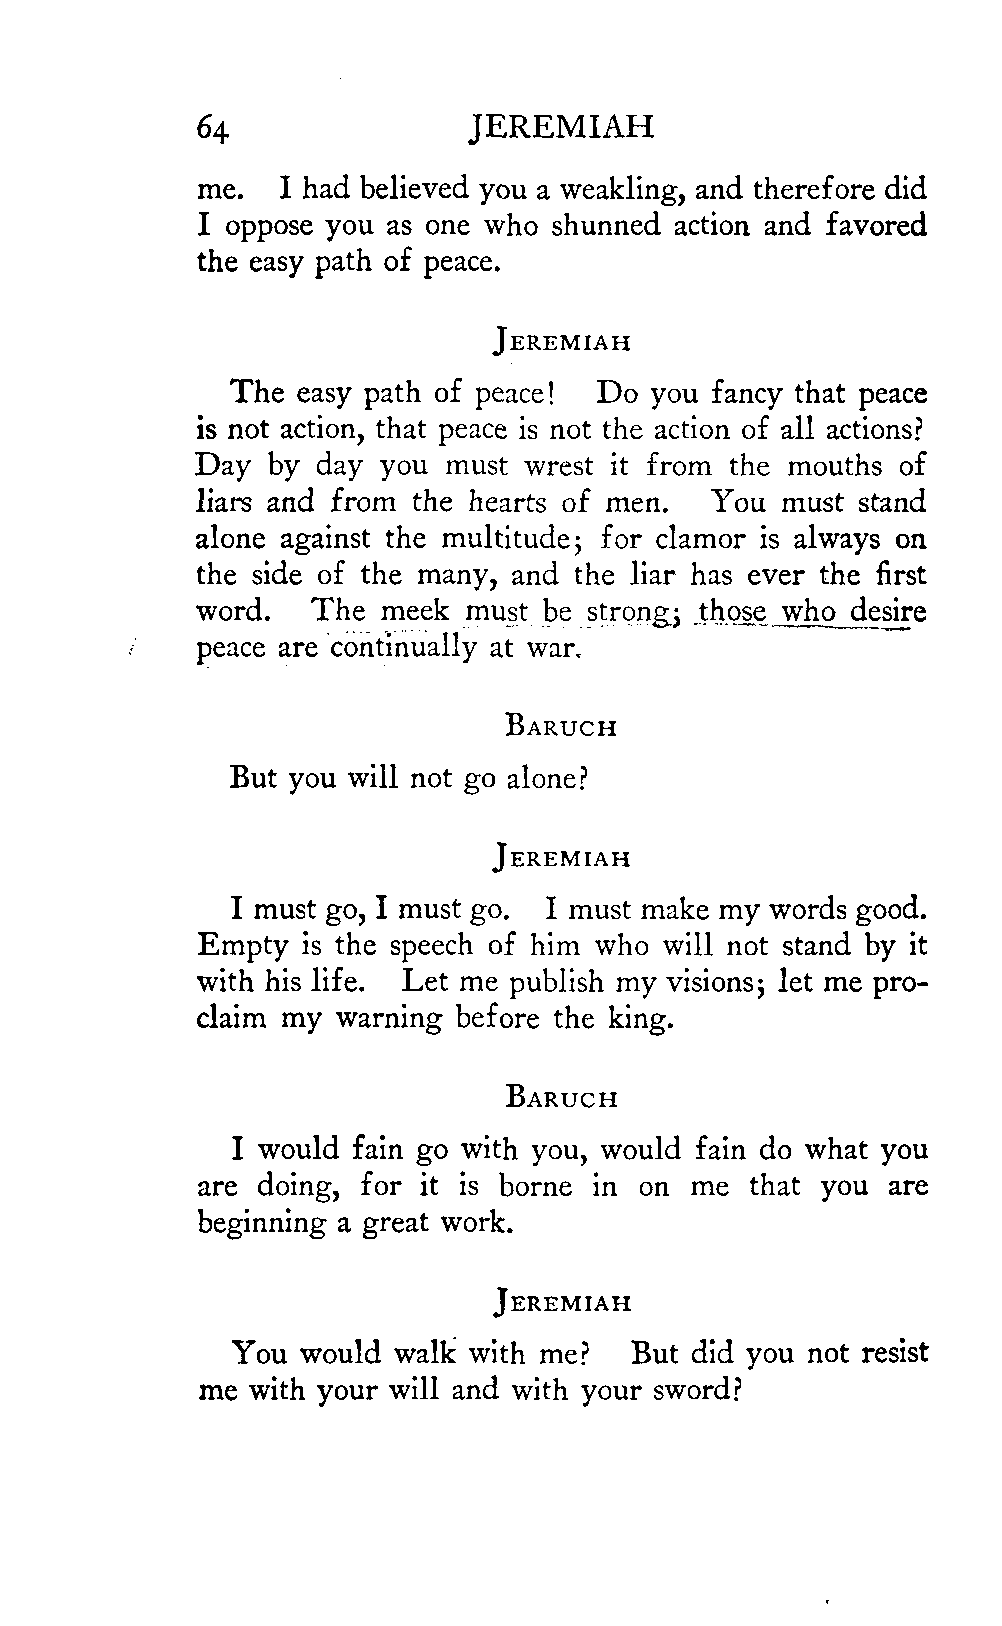 64 JEREMIAH
me. I had believed you a weakling, and therefore did
I oppose you as one who shunned action and favored
the easy path of peace.
JEREMIAH
The easy path of peace! Do you fancy that peace
is not action, that peace is not the action of all actions?
Day by day you must wrest it from the mouths of
liars and from the hearts of men. You must stand
alone against the multitude; for clamor is always on
the side of the many, and the liar has ever the first
word. The meek must be strong; those who desire
peace are continually at war.
BARUCH
But you will not go alone?
JEREMIAH
I must go, I must go. I must make my words good.
Empty is the speech of him who will not stand by it
with his life. Let me publish my visions; let me pro-
claim my warning before the king.
BARUCH
I would fain go with you, would fain do what you
are doing, for it is borne in on me that you are
beginning a great work.
JEREMIAH
You would walk with me? But did you not resist
me with your will and with your sword?